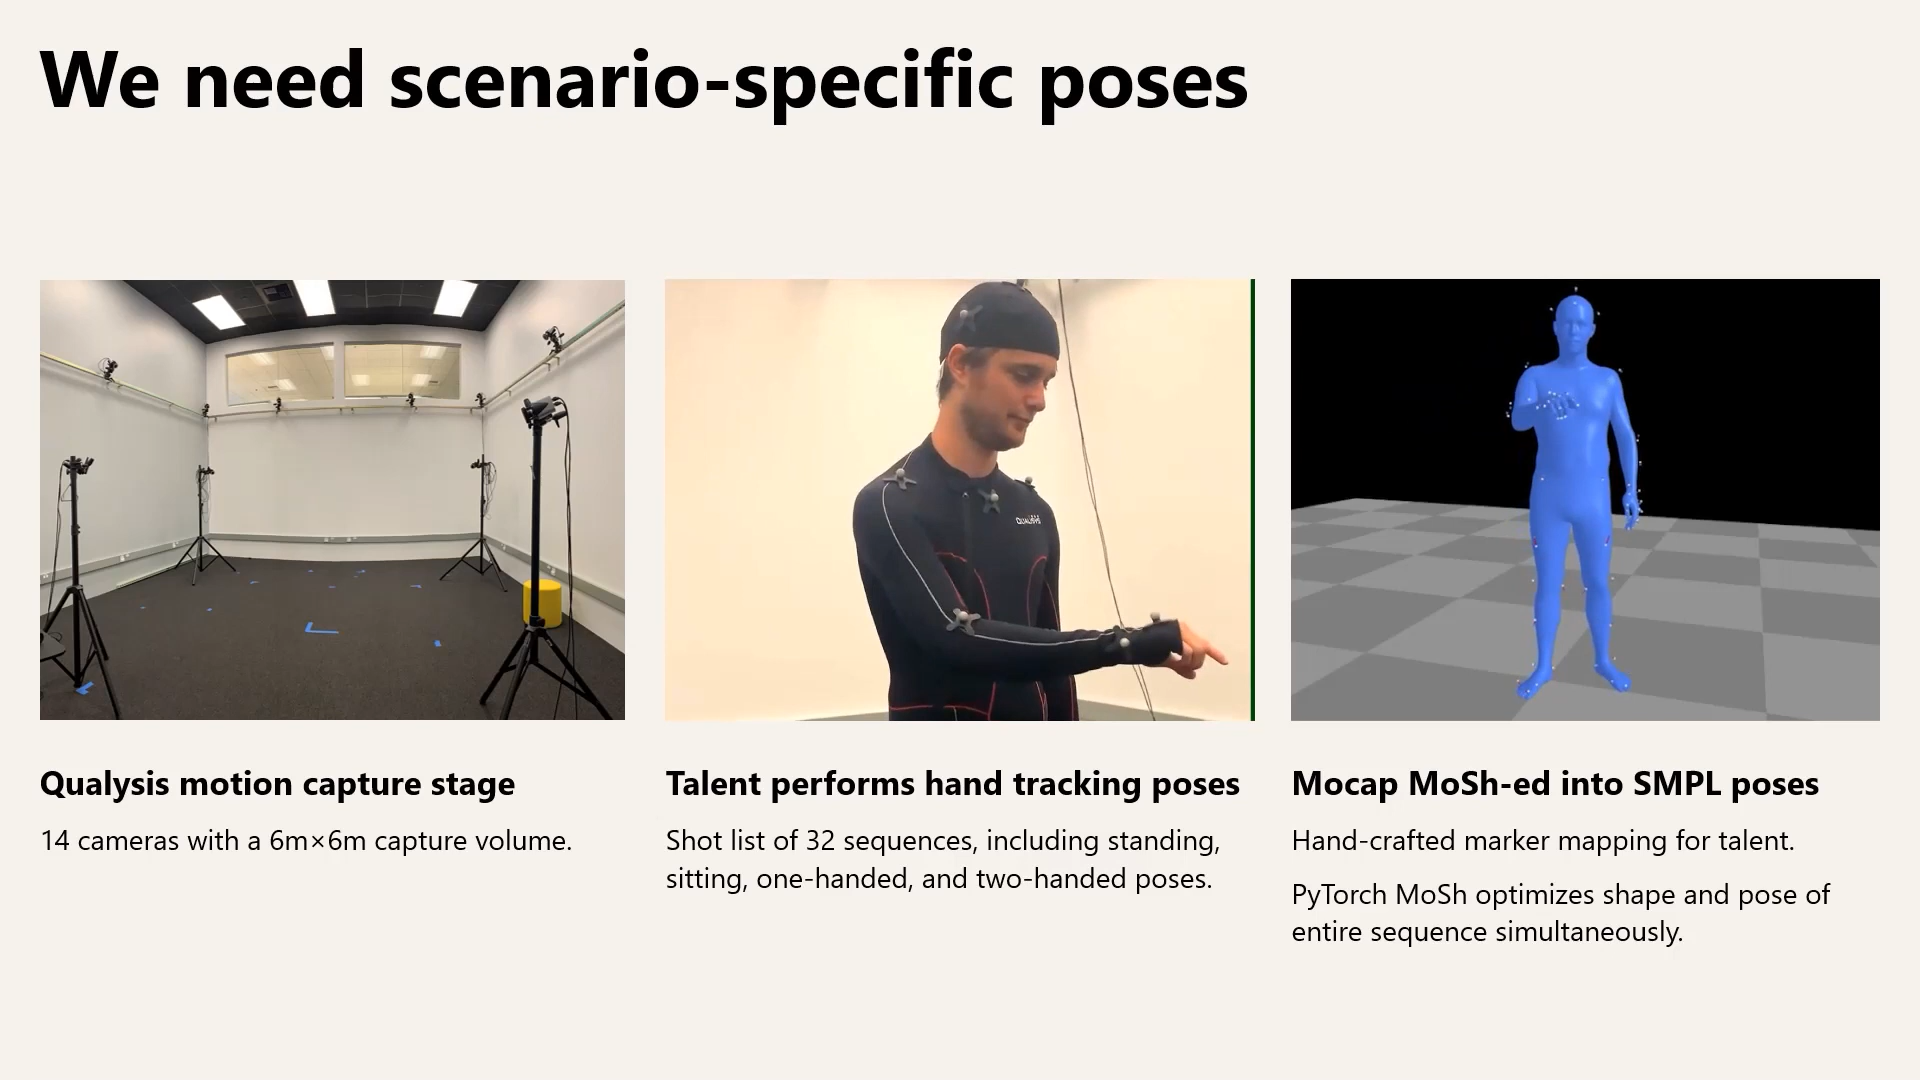 We need scenario-specific poses
QUALISYS
Qualysis motion capture stage
14 cameras with a 6m×6m capture volume.
Talent performs hand tracking poses
Shot list of 32 sequences, including standing,
sitting, one-handed, and two-handed poses.
Mocap MoSh-ed into SMPL poses
Hand-crafted marker mapping for talent.
PyTorch MoSh optimizes shape and pose of
entire sequence simultaneously.